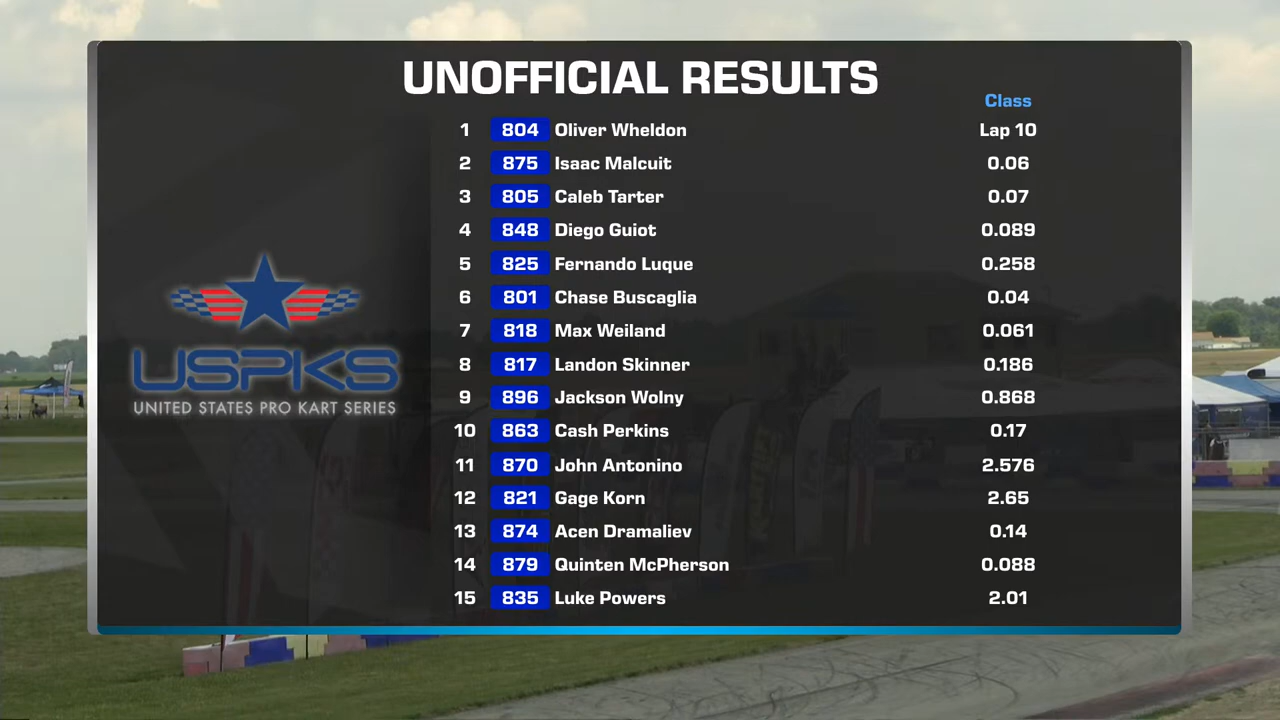 UNOFFICIAL RESULTS
Class
1 804 Oliver Wheldon Lap 10
2 875 Isaac Malcuit 0.06
3 805 Caleb Tarter 0.07
4 848 Diego Guiot 0.089
5 825 Fernando Luque 0.258
6 801 Chase Buscaglia 0.04
7 818 Max Weiland 0.061
8 817 Landon Skinner 0.186
9 896 Jackson Wolny 0.868
10 863 Cash Perkins 0.17
11 870 John Antonino 2.576
12 821 Gage Korn 2.65
13 874 Acen Dramaliev 0.14
14 879 Quinten McPherson 0.088
15 835 Luke Powers 2.01
USPKS
UNITED STATES PRO KART SERIES